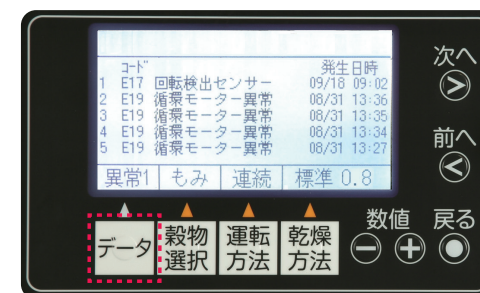 コード 発生日時
1 E17 回転検出センサー 09/18 09:02
2 E19 循環モーター異常 08/31 13:36
3 E19 循環モーター異常 08/31 13:35
4 E19 循環モーター異常 08/31 13:34
5 E19 循環モーター異常 08/31 13:27
異常1 もみ 連続 標準 0.8
次へ
前へ
データ 穀物選択 運転方法 乾燥方法
数値 戻る